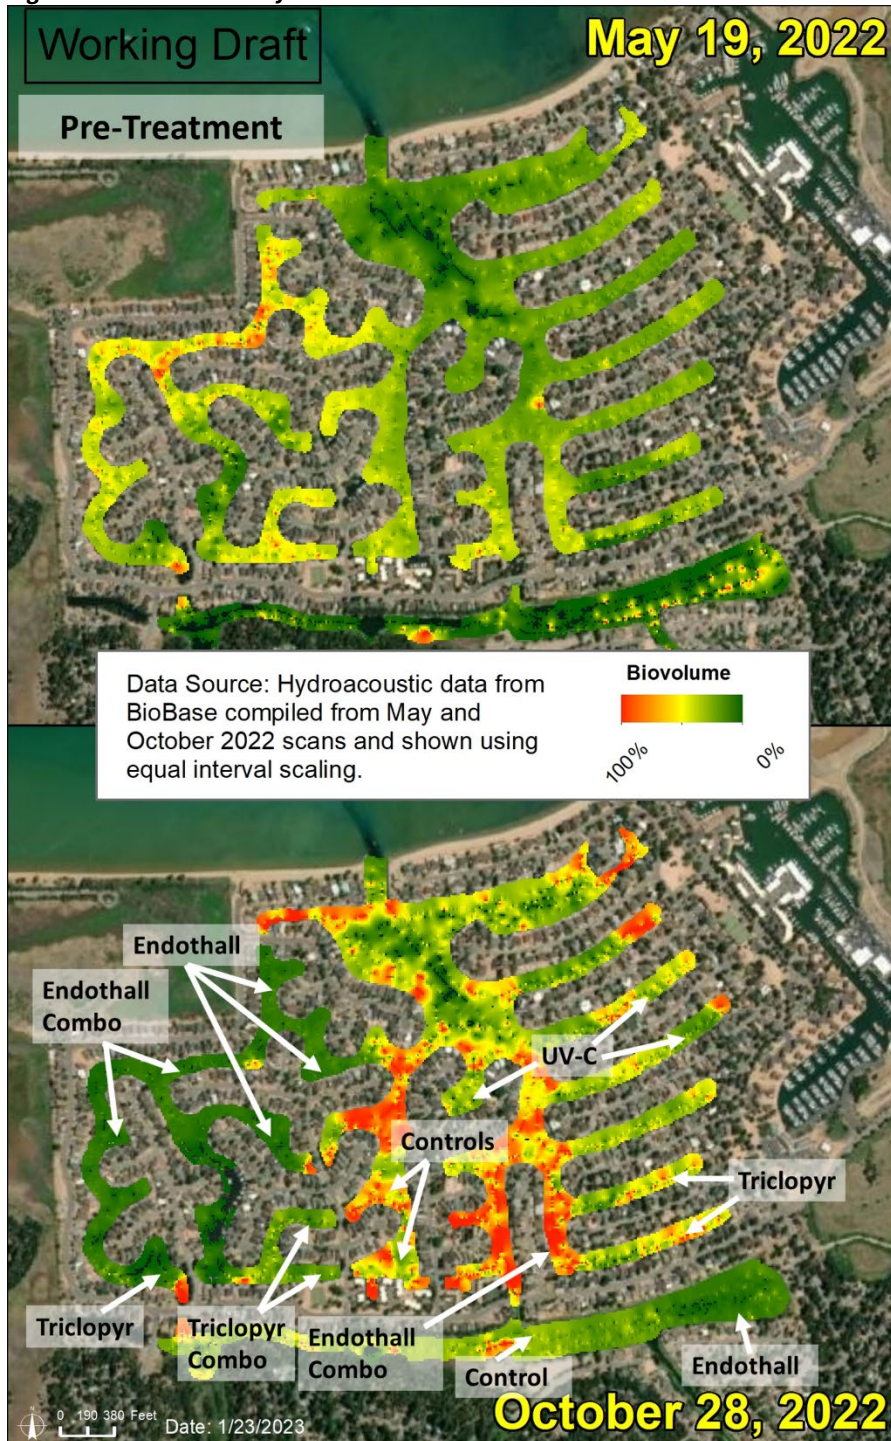 Working Draft
May 19, 2022
Pre-Treatment
Data Source: Hydroacoustic data from
BioBase compiled from May and
October 2022 scans and shown using
equal interval scaling.
Biovolume
100%
0%
Endothall
Endothall
Combo
UV-C
Controls
Triclopyr
Triclopyr
Triclopyr
Combo
Endothall
Combo
Control
Endothall
N
0 190 380 Feet
Date: 1/23/2023
October 28, 2022